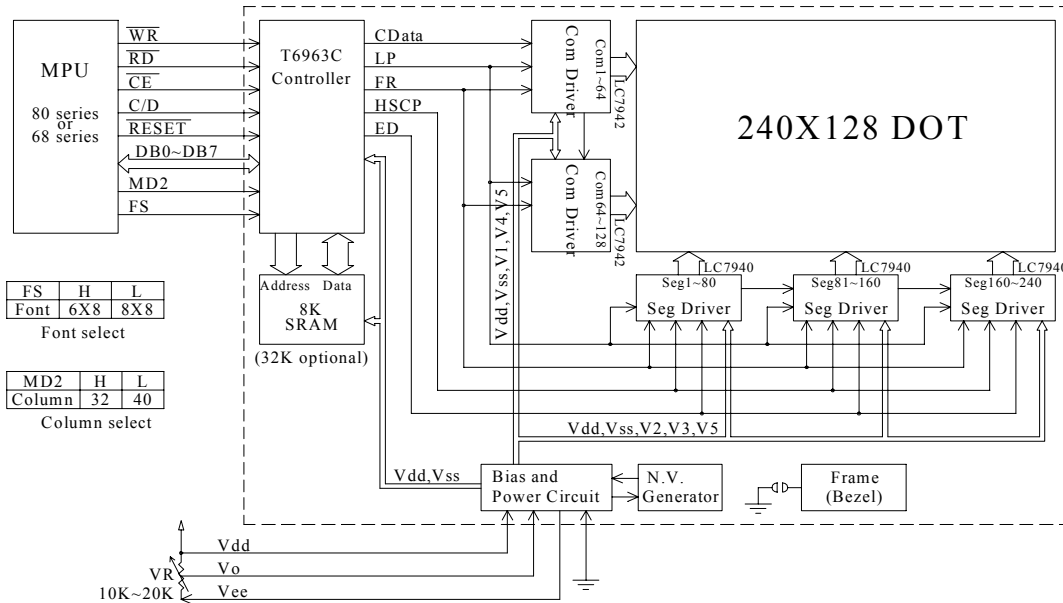 MPU
80 series
or
68 series
WR
RD
CE
C/D
RESET
DB0~DB7
MD2
FS
T6963C
Controller
CData
LP
FR
HSCP
ED
Com Driver
Com1~64
LC7942
Com Driver
Com64~128
LC7942
240X128 DOT
Address Data
8K
SRAM
(32K optional)
Vdd,Vss,V1,V4,V5
LC7940
LC7940
LC7940
Seg1~80
Seg Driver
Seg81~160
Seg Driver
Seg160~240
Seg Driver
FS H L
Font 6X8 8X8
Font select
MD2 H L
Column 32 40
Column select
Vdd,Vss,V2,V3,V5
Vdd,Vss
Bias and
Power Circuit
N.V.
Generator
Frame
(Bezel)
Vdd
VR
Vo
10K~20K
Vee